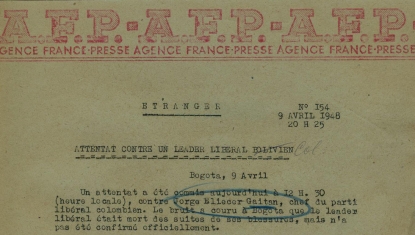 A.F.P. - A.F.P. - A.F.P.
AGENCE FRANCE-PRESSE AGENCE FRANCE-PRESSE AGENCE FRANCE-PRESSE
ETRANGER
N° 154
9 AVRIL 1948
20 H 25
ATTENTAT CONTRE UN LEADER LIBERAL BOLIVIEN Col.
Bogota, 9 Avril
Un attentat a été commis aujourd'hui à 12 H. 30
(heure locale), contre Jorge Elieder Gaitan, chef du parti
libéral colombien. Le bruit a couru à Bogota que le leader
libéral était mort des suites de ses blessures, mais n'a
pas été confirmé officiellement.